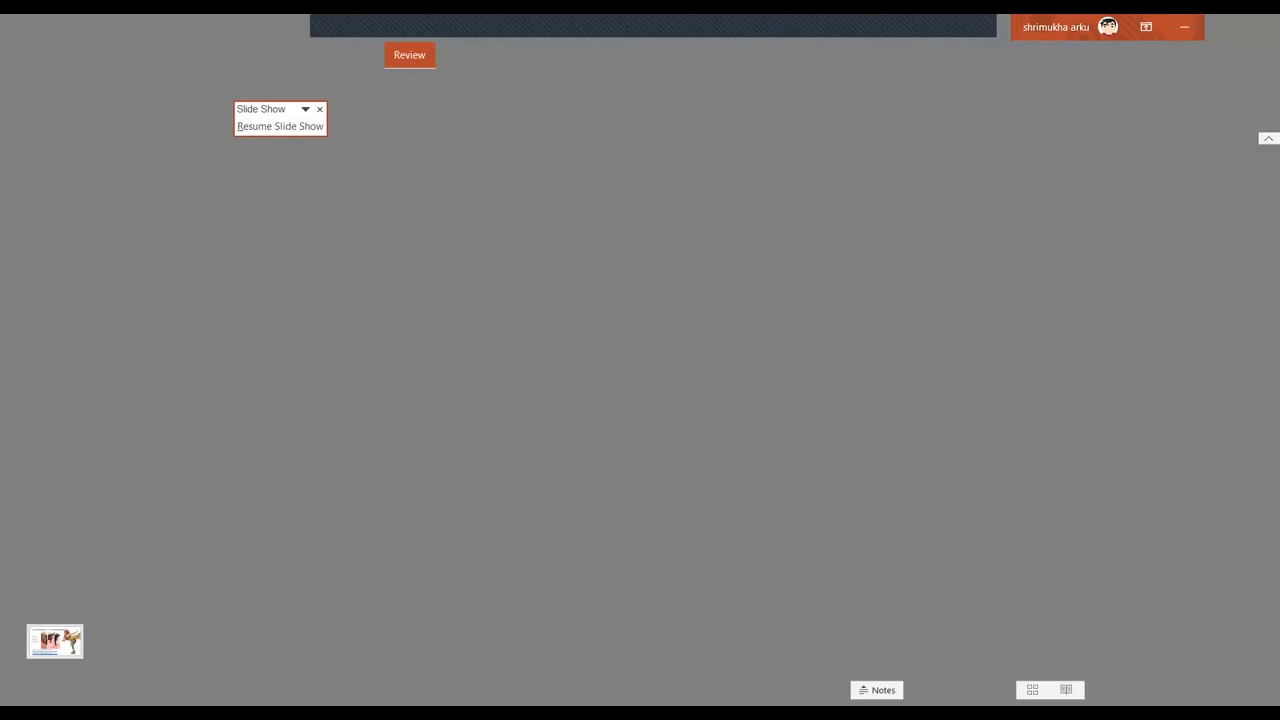 shrimukha arku
Review
Slide Show
Resume Slide Show
Notes